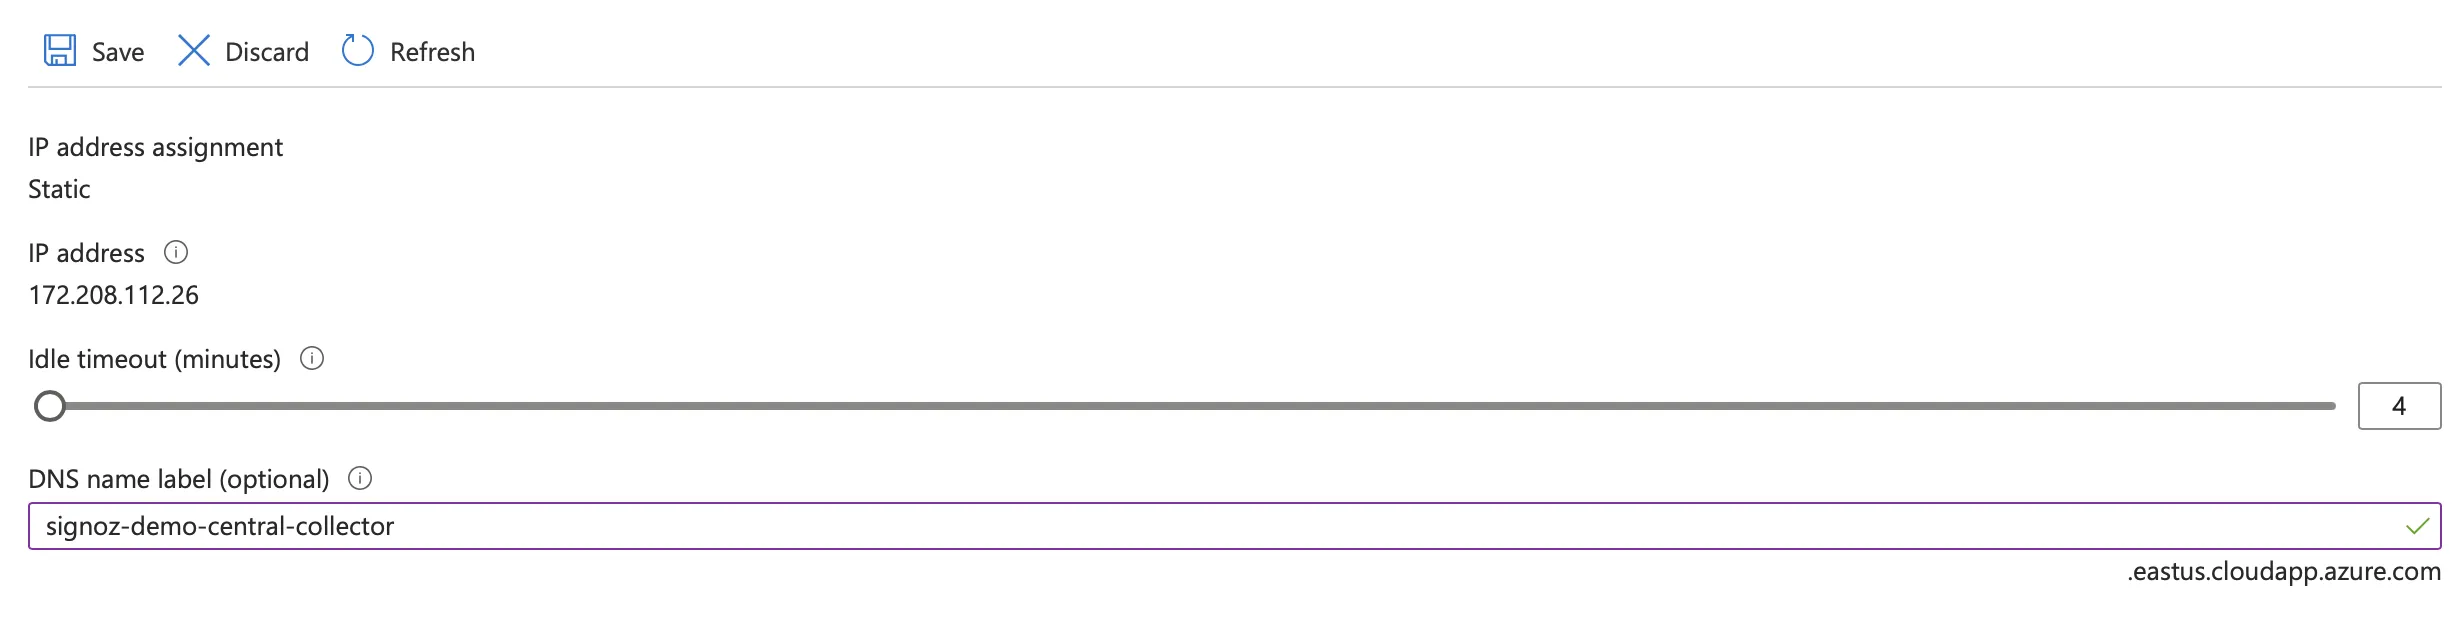 Save Discard Refresh
IP address assignment
Static
IP address
172.208.112.26
Idle timeout (minutes)
4
DNS name label (optional)
signoz-demo-central-collector
.eastus.cloudapp.azure.com